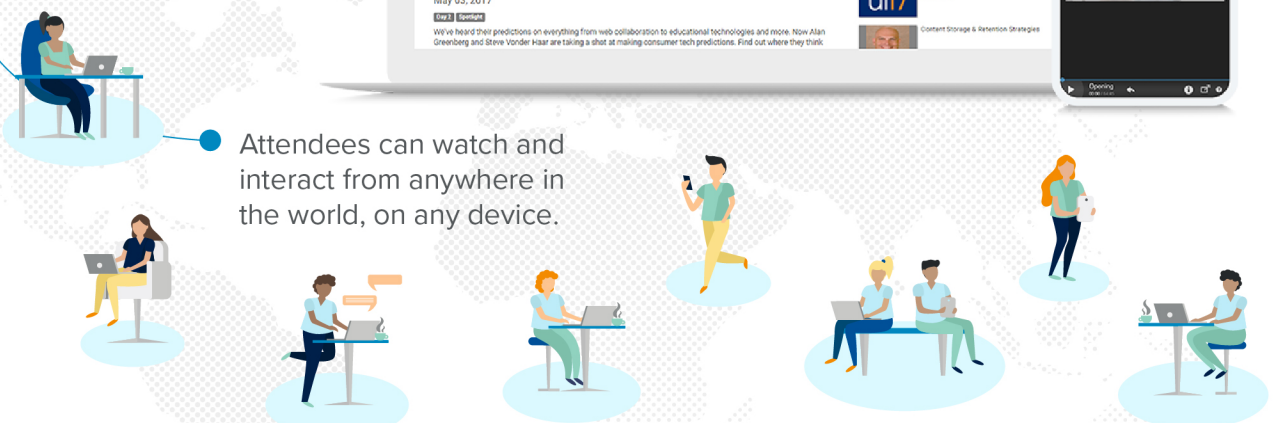 May 03, 2017
Day 2 Spotlight
We've heard their predictions on everything from web collaboration to educational technologies and more. Now Alan
Greenberg and Steve Vonder Haar are taking a shot at making consumer tech predictions. Find out where they think
Content Storage & Retention Strategies
Opening
Attendees can watch and
interact from anywhere in
the world, on any device.